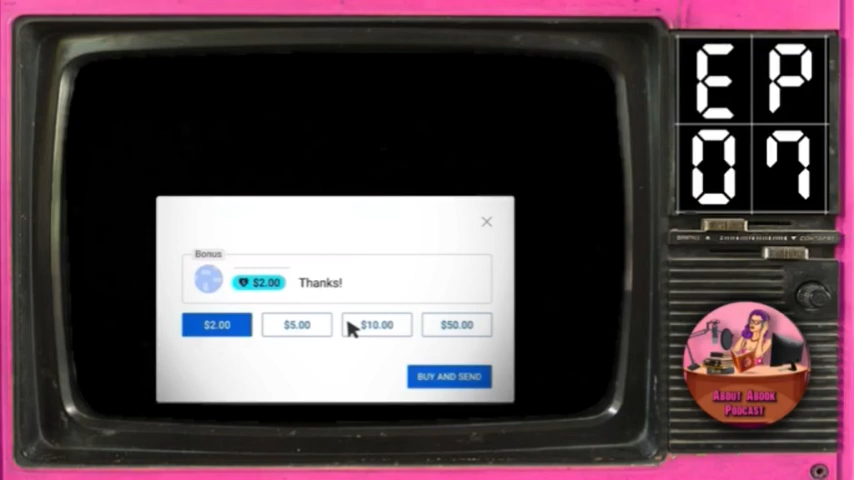 EP
07
Bonus
$2.00 Thanks!
$2.00 $5.00 $10.00 $50.00
BUY AND SEND
About Abook
Podcast